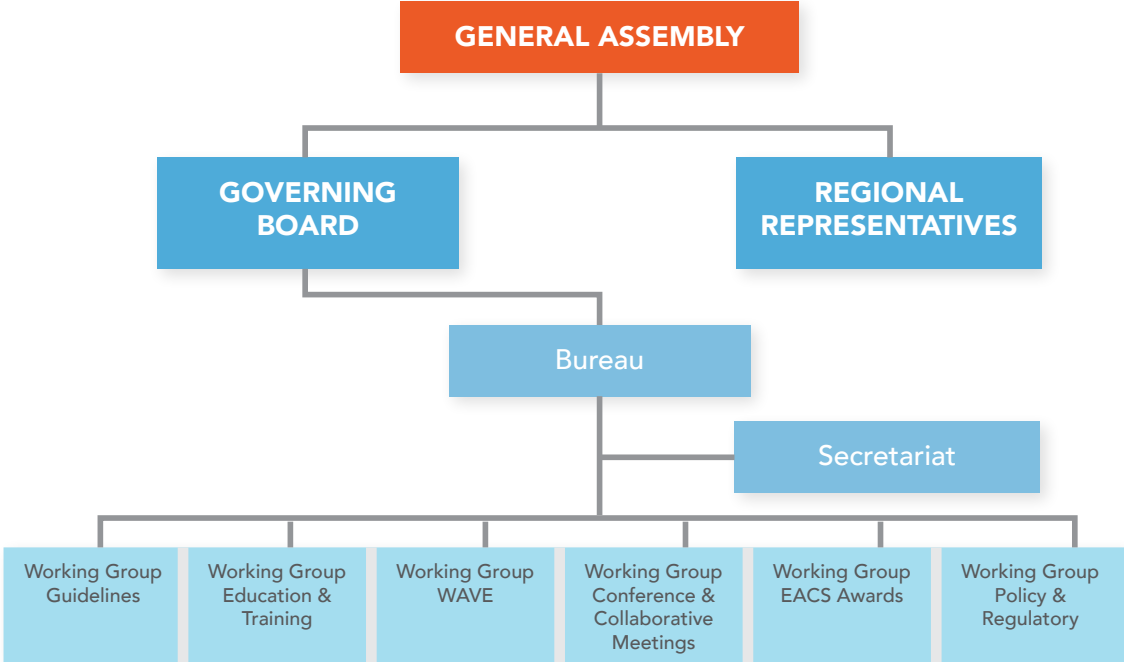 GENERAL ASSEMBLY
GOVERNING
BOARD
REGIONAL
REPRESENTATIVES
Bureau
Secretariat
Working Group
Guidelines
Working Group
Education &
Training
Working Group
WAVE
Working Group
Conference &
Collaborative
Meetings
Working Group
EACS Awards
Working Group
Policy &
Regulatory